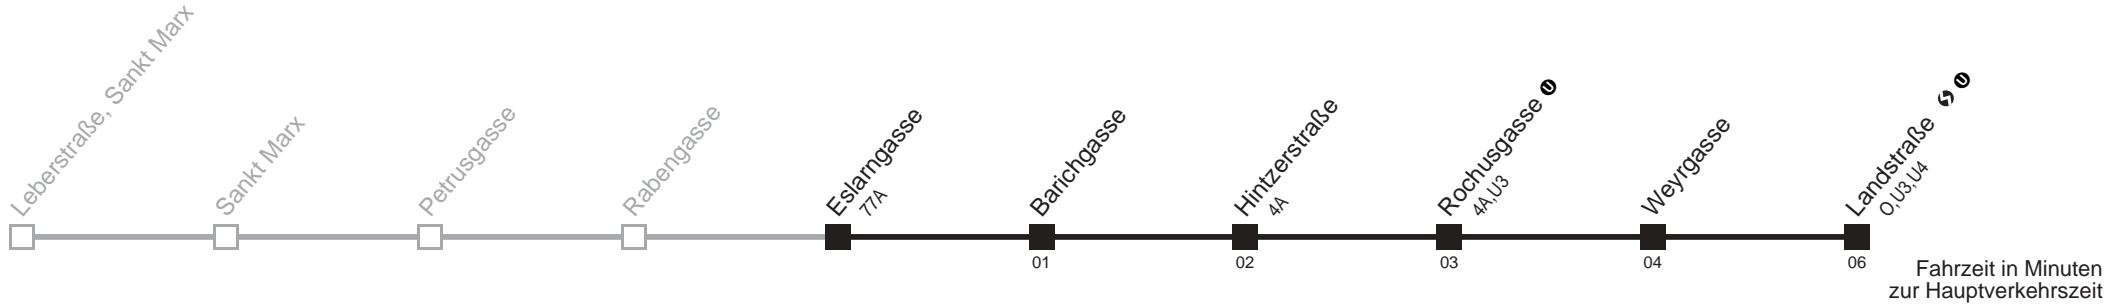 Leberstraße, Sankt Marx
Sankt Marx
Petrusgasse
Rabengasse
Eslarngasse
77A
Barichgasse
Hintzerstraße
4A
Rochusgasse U
4A,U3
Weyrgasse
Landstraße S U
O,U3,U4
01
02
03
04
06
Fahrzeit in Minuten
zur Hauptverkehrszeit